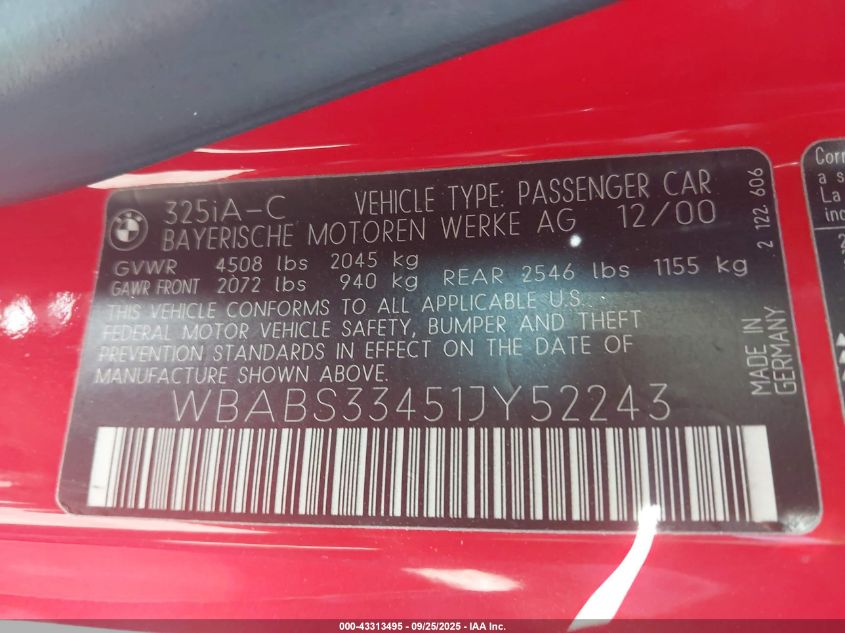 325iA-C VEHICLE TYPE: PASSENGER CAR
BAYERISCHE MOTOREN WERKE AG 12/00
GVWR 4508 lbs 2045 kg
GAWR FRONT 2072 lbs 940 kg REAR 2546 lbs 1155 kg
THIS VEHICLE CONFORMS TO ALL APPLICABLE U.S.
FEDERAL MOTOR VEHICLE SAFETY, BUMPER AND THEFT
PREVENTION STANDARDS IN EFFECT ON THE DATE OF
MANUFACTURE SHOWN ABOVE.
WBABS33451JY52243
2 122 606
MADE IN
GERMANY
Corr
a s
La
ind
000-43313495 - 09/25/2025 - IAA Inc.